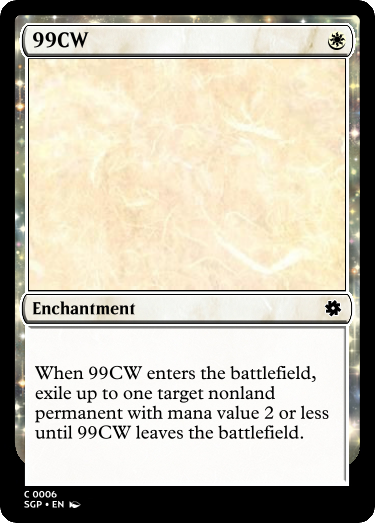 99CW
Enchantment
When 99CW enters the battlefield,
exile up to one target nonland
permanent with mana value 2 or less
until 99CW leaves the battlefield.
C 0006
SGP • EN